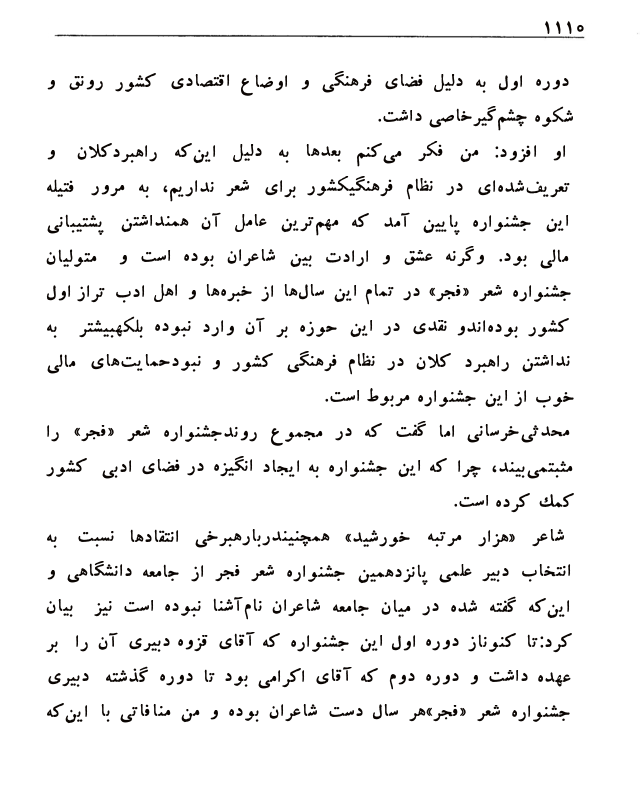 ۱۱۱۰
دوره اول به دلیل فضای فرهنگی و اوضاع اقتصادی کشور رونق و
شکوه چشم‌گیرخاصی داشت.
او افزود: من فکر می‌کنم بعدها به دلیل این‌که راهبردکلان و
تعریف‌شده‌ای در نظام فرهنگیکشور برای شعر نداریم، به مرور فتیله
این جشنواره پایین آمد که مهم‌ترین عامل آن همنداشتن پشتیبانی
مالی بود. وگرنه عشق و ارادت بین شاعران بوده است و متولیان
جشنواره شعر «فجر» در تمام این سال‌ها از خبره‌ها و اهل ادب تراز اول
کشور بوده‌اندو نقدی در این حوزه بر آن وارد نبوده بلکهبیشتر به
نداشتن راهبرد کلان در نظام فرهنگی کشور و نبودحمایت‌های مالی
خوب از این جشنواره مربوط است.
محدثی‌خرسانی اما گفت که در مجموع روندجشنواره شعر «فجر» را
مثبتمی‌بیند، چرا که این جشنواره به ایجاد انگیزه در فضای ادبی کشور
کمك کرده است.
شاعر «هزار مرتبه خورشید» همچنیندربارهبرخی انتقادها نسبت به
انتخاب دبیر علمی پانزدهمین جشنواره شعر فجر از جامعه دانشگاهی و
این‌که گفته شده در میان جامعه شاعران نام‌آشنا نبوده است نیز بیان
کرد:تا کنوناز دوره اول این جشنواره که آقای قزوه دبیری آن را بر
عهده داشت و دوره دوم که آقای اکرامی بود تا دوره گذشته دبیری
جشنواره شعر «فجر»هر سال دست شاعران بوده و من منافاتی با این‌که